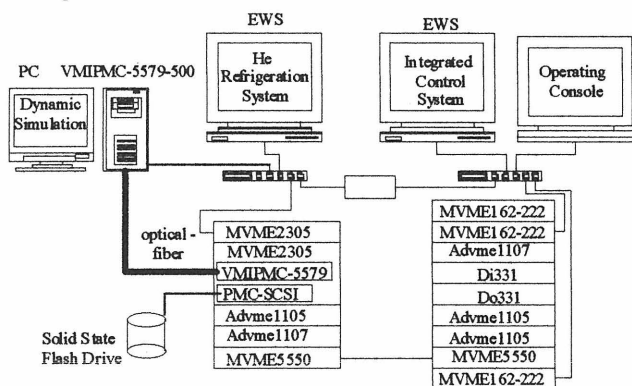 EWS
EWS
PC VMIPMC-5579-500
Dynamic
Simulation
He
Refrigeration
System
Integrated
Control
System
Operating
Console
optical -
fiber
MVME2305
MVME2305
VMIPMC-5579
PMC-SCSI
Advme1105
Advme1107
MVME5550
Solid State
Flash Drive
MVME162-222
MVME162-222
Advme1107
Di331
Do331
Advme1105
Advme1105
MVME5550
MVME162-222